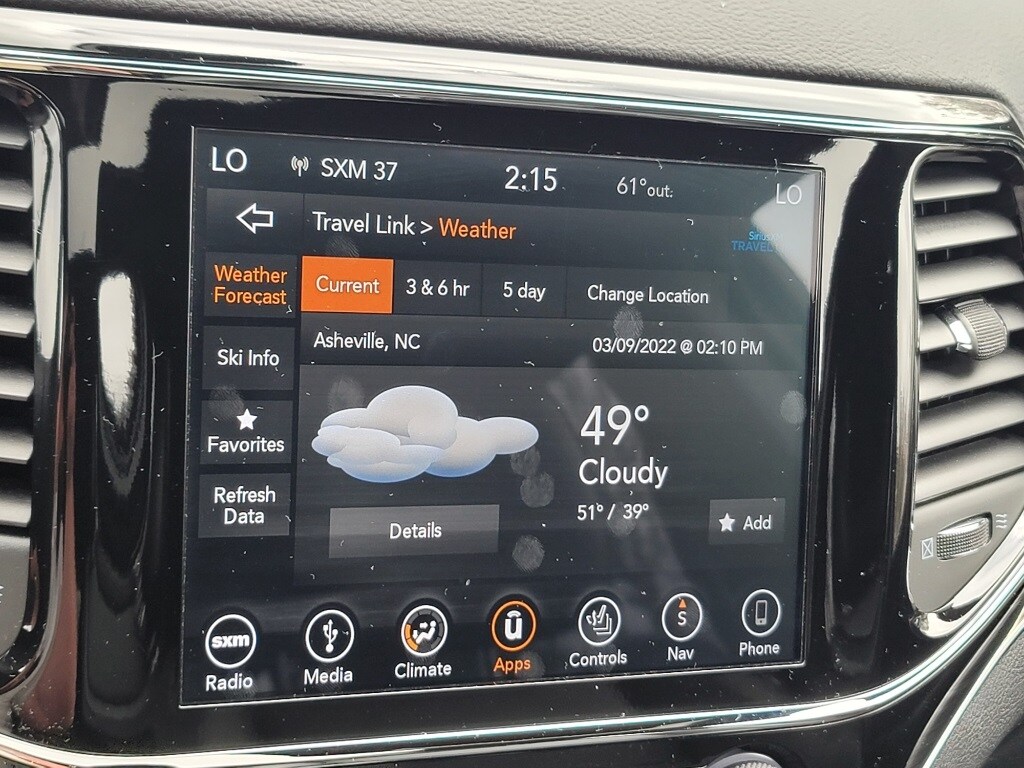 LO
SXM 37
2:15
61° out:
LO
Travel Link > Weather
TRAVEL
Weather
Forecast
Current
3 & 6 hr
5 day
Change Location
Asheville, NC
03/09/2022 @ 02:10 PM
Ski Info
Favorites
Refresh
Data
49°
Cloudy
51° / 39°
Details
Add
sxm
Radio
Media
Climate
Apps
Controls
S
Nav
Phone